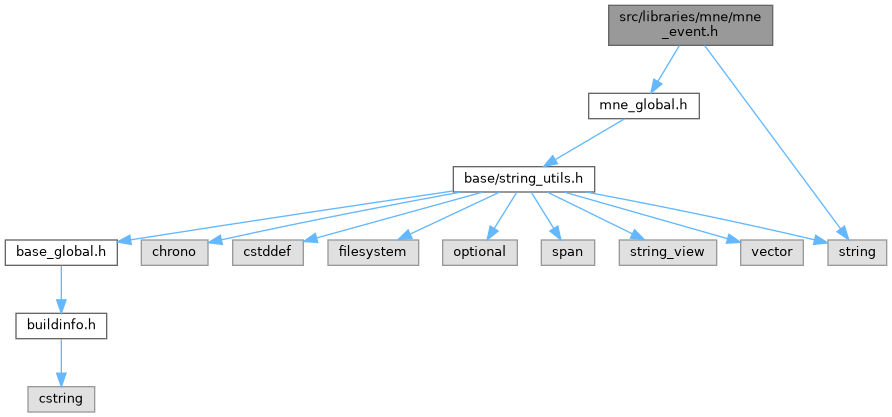 src/libraries/mne/mne
_event.h
mne_global.h
base/string_utils.h
base_global.h
chrono
cstddef
filesystem
optional
span
string_view
vector
string
buildinfo.h
cstring